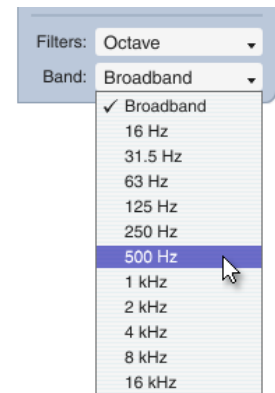 Filters: Octave
Band: Broadband
✓ Broadband
16 Hz
31.5 Hz
63 Hz
125 Hz
250 Hz
500 Hz
1 kHz
2 kHz
4 kHz
8 kHz
16 kHz